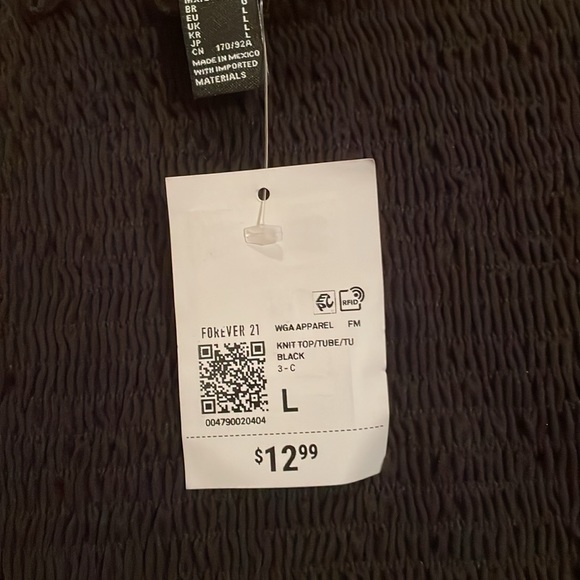 BR
EU L
UK L
KR L
JP L
CN 170/92A
MADE IN MEXICO
WITH IMPORTED
MATERIALS
EPC RFID
FOREVER 21 WGA APPAREL FM
KNIT TOP/TUBE/TU
BLACK
3 - C
L
004790020404
$12.99